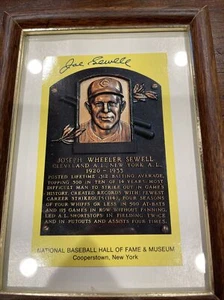 Joe Sewell
JOSEPH WHEELER SEWELL
CLEVELAND A.L., NEW YORK A.L.
1920 - 1933
POSTED LIFETIME .312 BATTING AVERAGE,
TOPPING .300 IN TEN OF 14 YEARS. MOST
DIFFICULT MAN TO STRIKE OUT IN GAME'S
HISTORY, CREATED RECORDS WITH FEWEST
CAREER STRIKEOUTS (113), FOUR SEASONS
OF FOUR WHIFFS OR LESS IN 500 AT-BATS
AND 115 GAMES IN ROW WITHOUT FANNING.
LED A.L. SHORTSTOPS IN FIELDING TWICE
AND IN PUTOUTS AND ASSISTS FOUR TIMES.
NATIONAL BASEBALL HALL OF FAME & MUSEUM
Cooperstown, New York